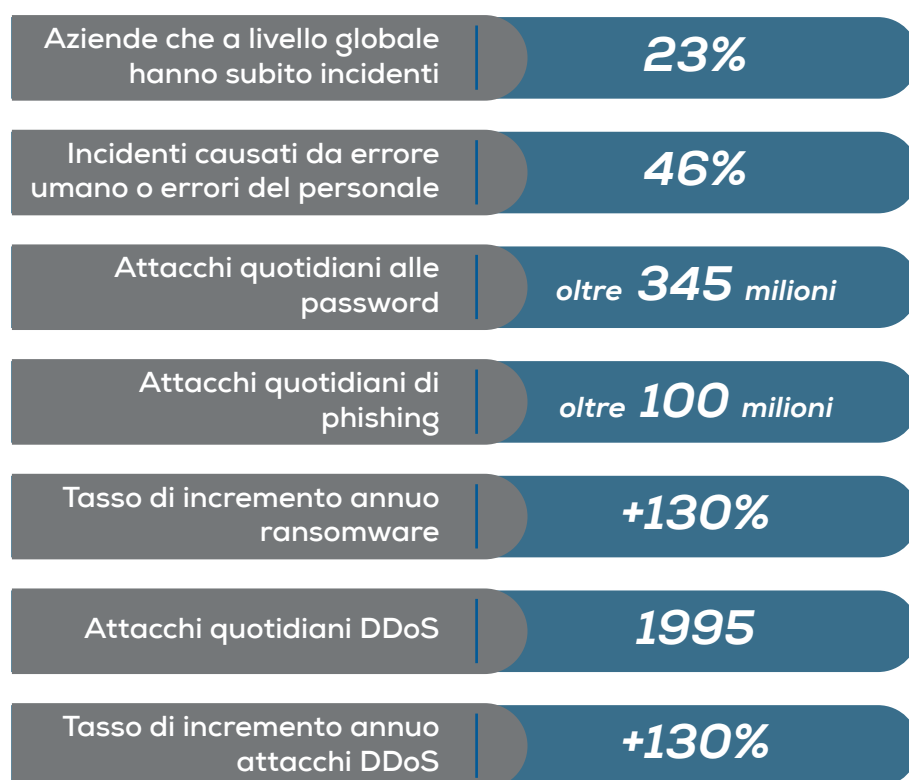 Aziende che a livello globale
hanno subito incidenti
23%
Incidenti causati da errore
umano o errori del personale
46%
Attacchi quotidiani alle
password
oltre 345 milioni
Attacchi quotidiani di
phishing
oltre 100 milioni
Tasso di incremento annuo
ransomware
+130%
Attacchi quotidiani DDoS
1995
Tasso di incremento annuo
attacchi DDoS
+130%